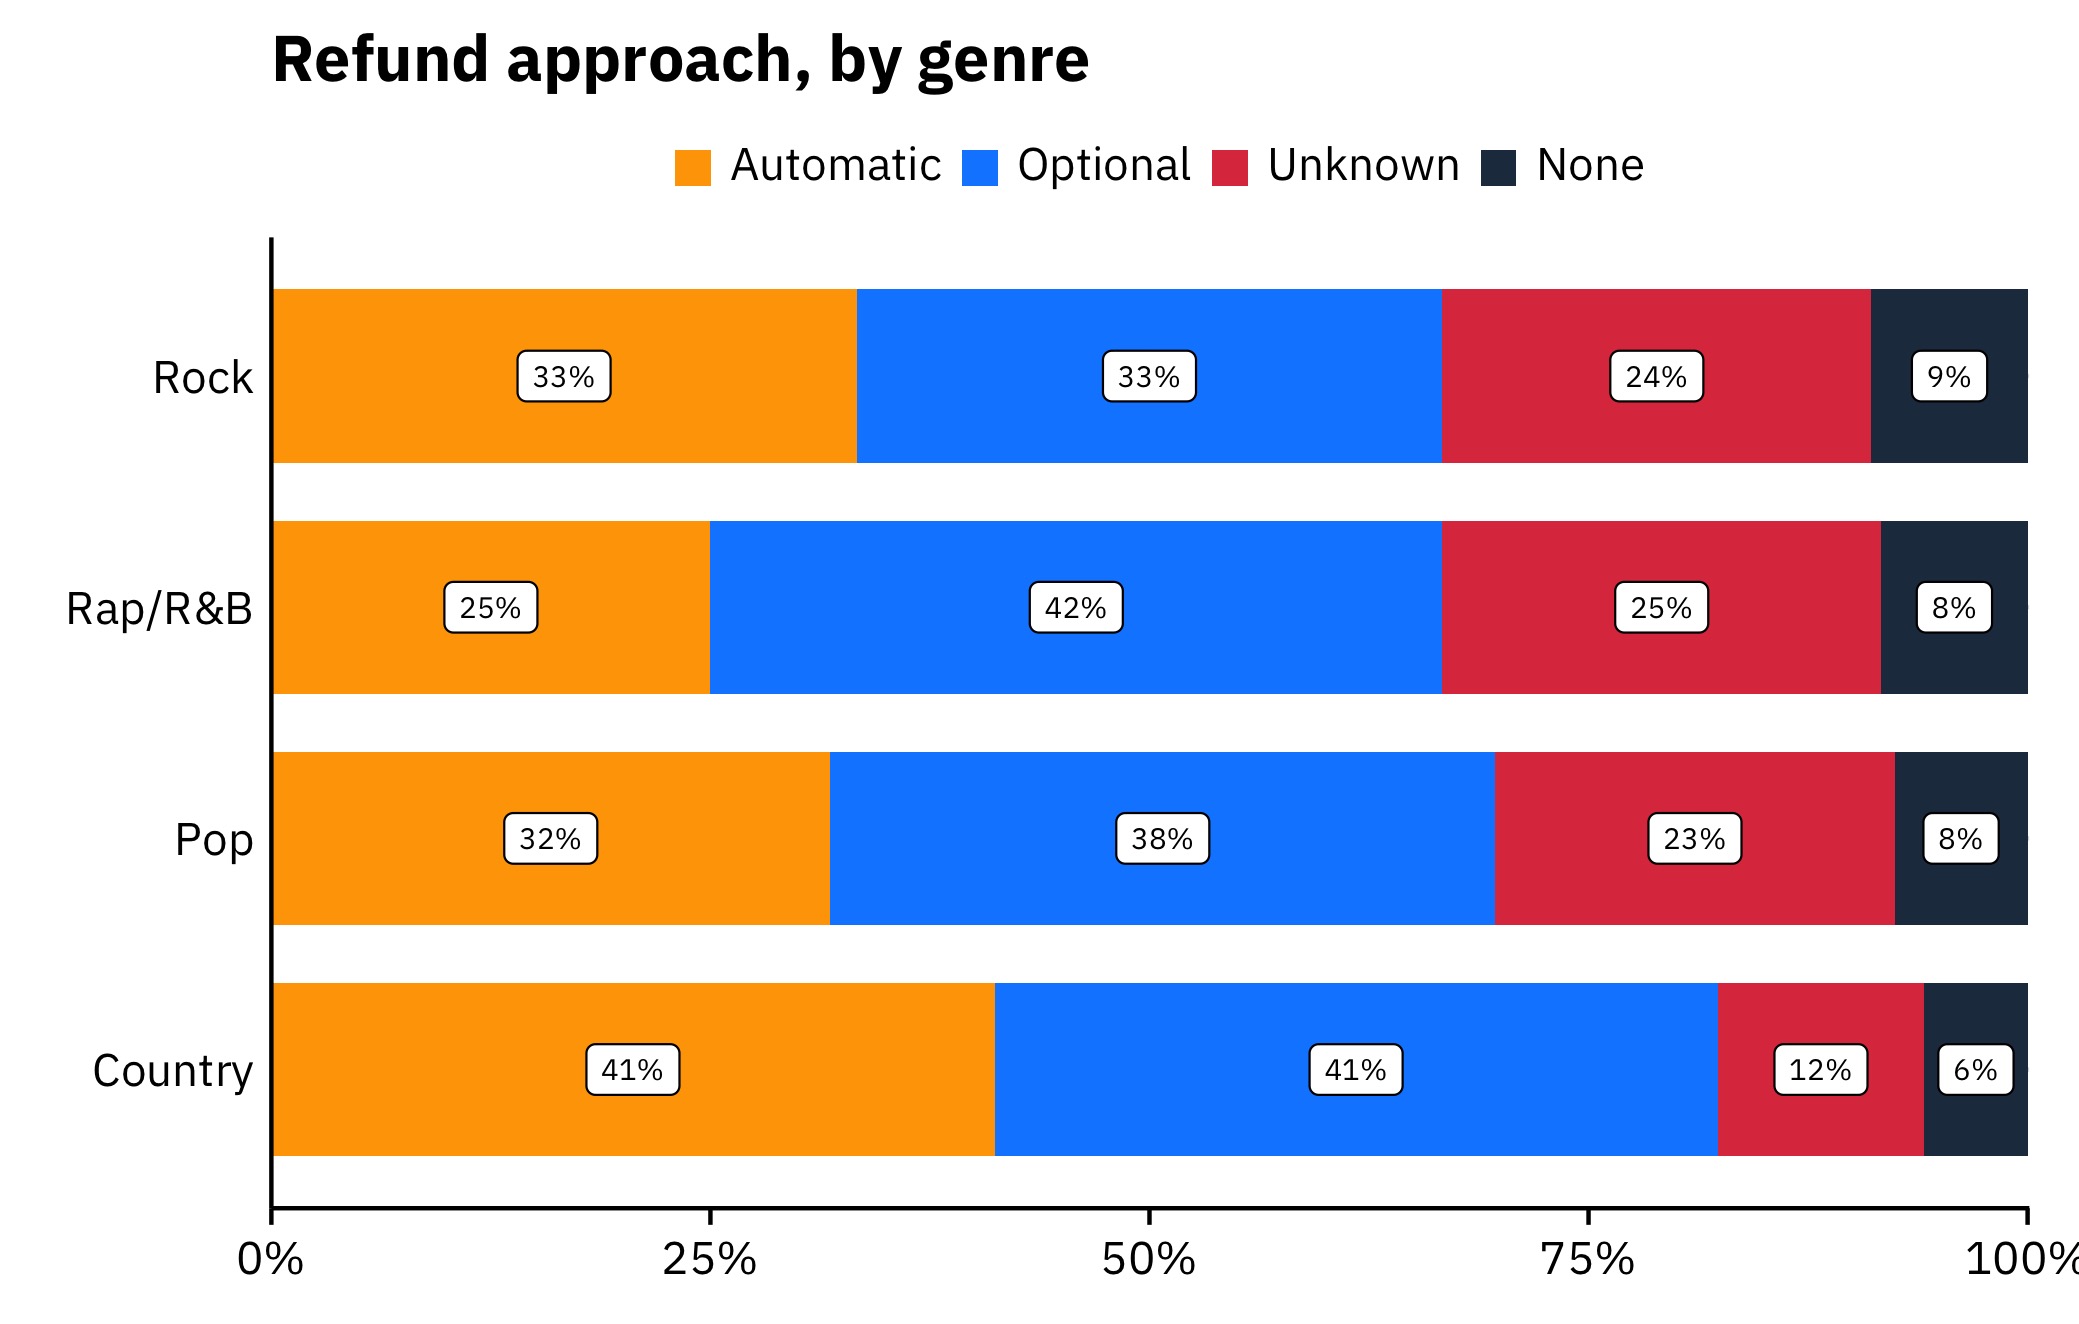 Refund approach, by genre
Automatic Optional Unknown None
Rock 33% 33% 24% 9%
Rap/R&B 25% 42% 25% 8%
Pop 32% 38% 23% 8%
Country 41% 41% 12% 6%
0% 25% 50% 75% 100%